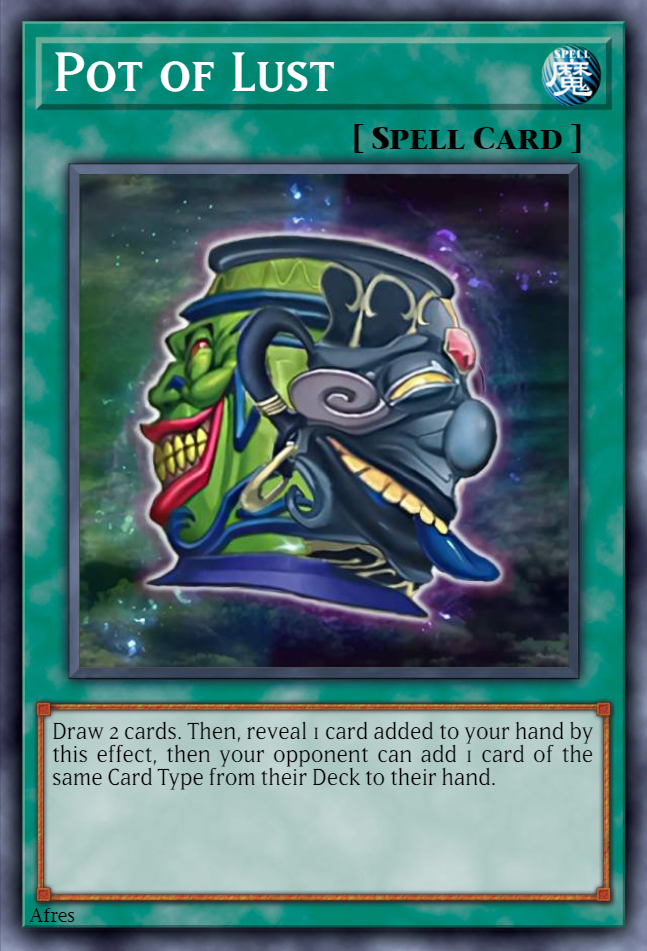 Pot of Lust
SPELL
魔
[ Spell Card ]
Draw 2 cards. Then, reveal 1 card added to your hand by
this effect, then your opponent can add 1 card of the
same Card Type from their Deck to their hand.
Afres